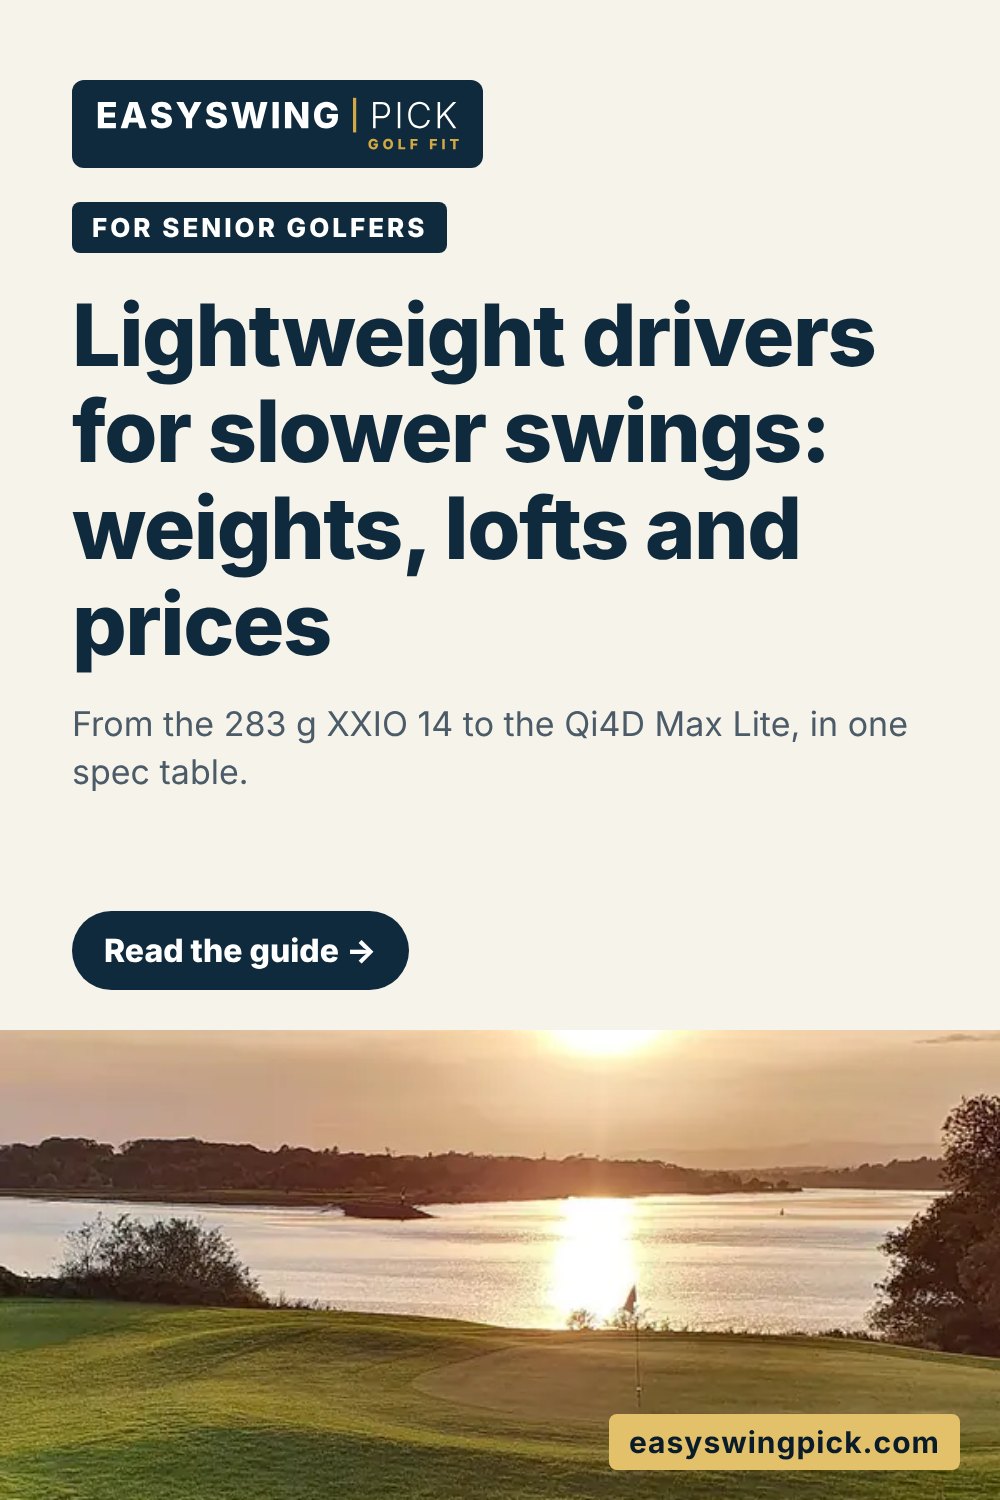 EASYSWING | PICK
GOLF FIT
FOR SENIOR GOLFERS
Lightweight drivers
for slower swings:
weights, lofts and
prices
From the 283 g XXIO 14 to the Qi4D Max Lite, in one
spec table.
Read the guide →
easyswingpick.com